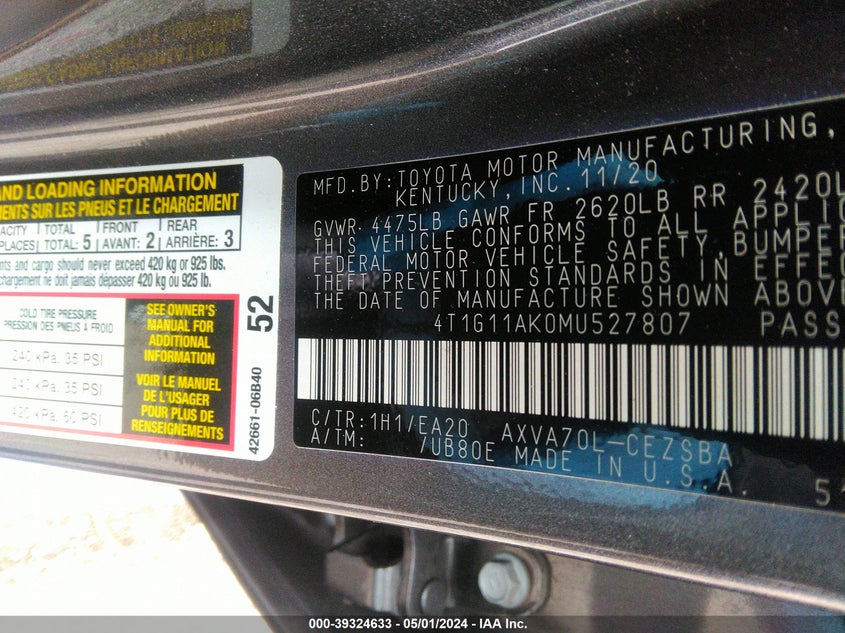 AND LOADING INFORMATION
MENTS SUR LES PNEUS ET LE CHARGEMENT
ACITY TOTAL FRONT REAR
PLACES TOTAL: 5 AVANT: 2 ARRIÈRE: 3
nts and cargo should never exceed 420 kg or 925 lbs.
chargement ne doit jamais dépasser 420 kg ou 925 lb.
COLD TIRE PRESSURE
PRESSION DES PNEUS A FROID
240 kPa, 35 PSI
240 kPa, 35 PSI
420 kPa, 60 PSI
SEE OWNER'S
MANUAL FOR
ADDITIONAL
INFORMATION
VOIR LE MANUEL
DE L'USAGER
POUR PLUS DE
RENSEIGNEMENTS
52
42661-06B40
MFD.BY:TOYOTA MOTOR MANUFACTURING,
KENTUCKY, INC. 11/20
GVWR 4475LB GAWR FR 2620LB RR 2420L
THIS VEHICLE CONFORMS TO ALL APPLIC
FEDERAL MOTOR VEHICLE SAFETY, BUMPER
THEFT PREVENTION STANDARDS IN EFFEC
THE DATE OF MANUFACTURE SHOWN ABOVE
4T1G11AK0MU527807 PASS
C/TR:1H1/EA20 AXVA70L-CEZSBA
A/TM: /UB80E MADE IN U.S.A. 54
000-39324633 - 05/01/2024 - IAA Inc.